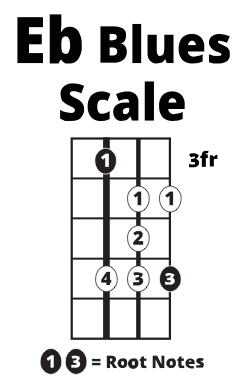 Eb Blues
Scale
1 3fr
1 1
2
4 3 3
1 3 = Root Notes